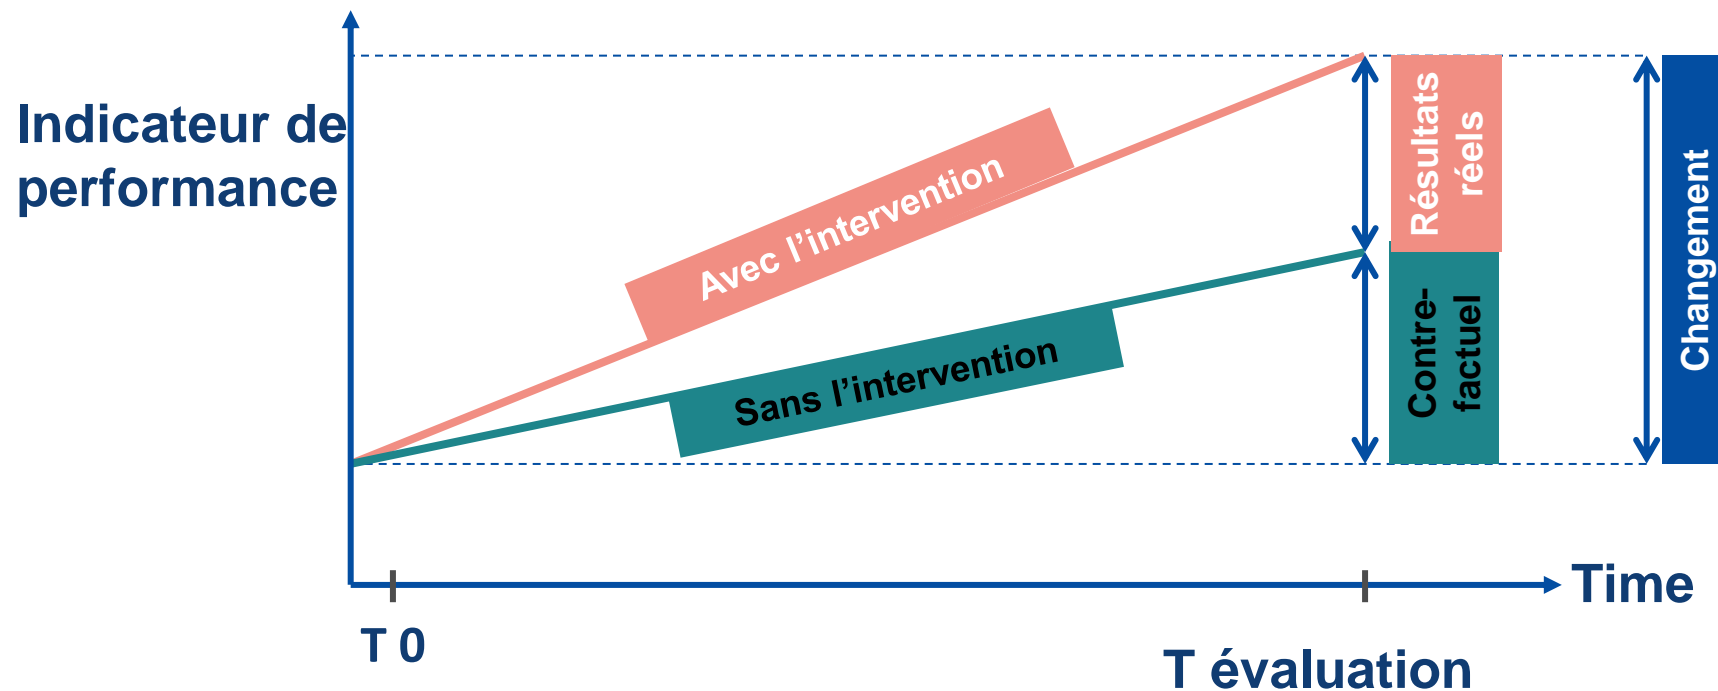 Indicateur de
performance
Avec l’intervention
Sans l’intervention
Résultats
réels
Contre-
factuel
Changement
Time
T 0
T évaluation